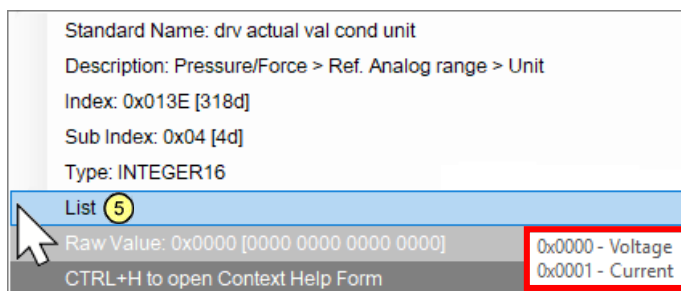 Standard Name: drv actual val cond unit
Description: Pressure/Force > Ref. Analog range > Unit
Index: 0x013E [318d]
Sub Index: 0x04 [4d]
Type: INTEGER16
List 5
Raw Value: 0x0000 [0000 0000 0000 0000]
0x0000 - Voltage
0x0001 - Current
CTRL+H to open Context Help Form